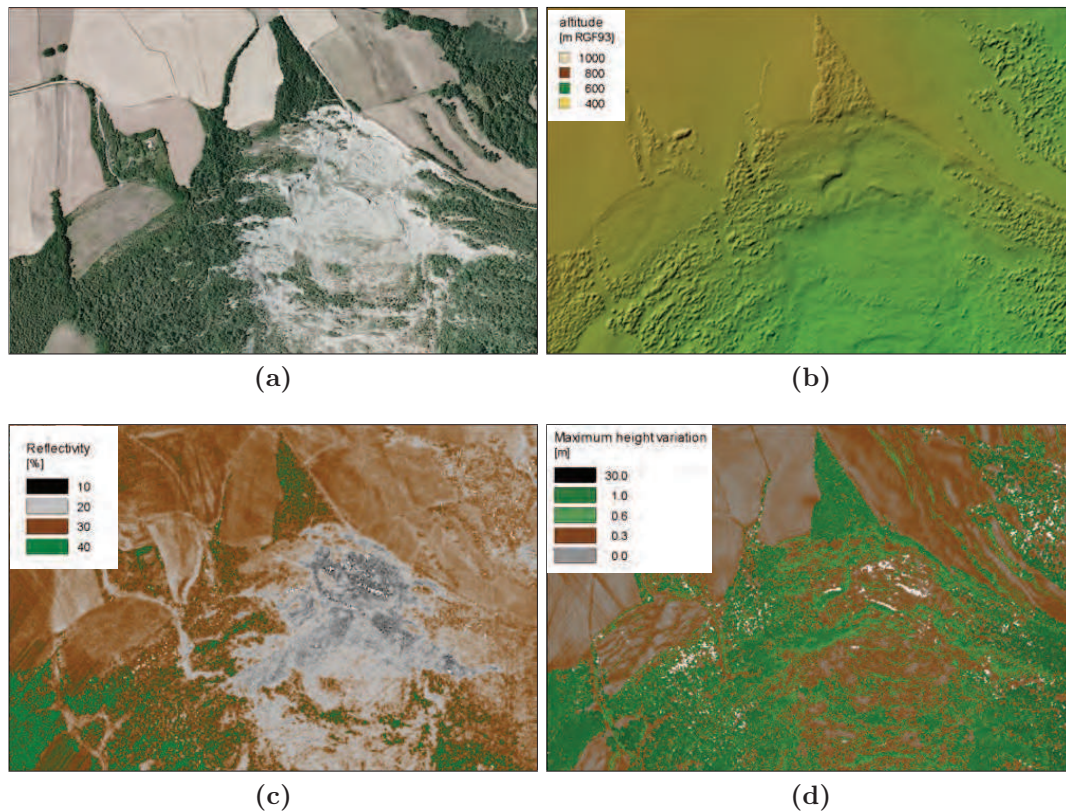 altitude
[m RGF93]
1000
800
600
400
(a)
(b)
Reflectivity
[%]
10
20
30
40
Maximum height variation
[m]
30.0
1.0
0.6
0.3
0.0
(c)
(d)